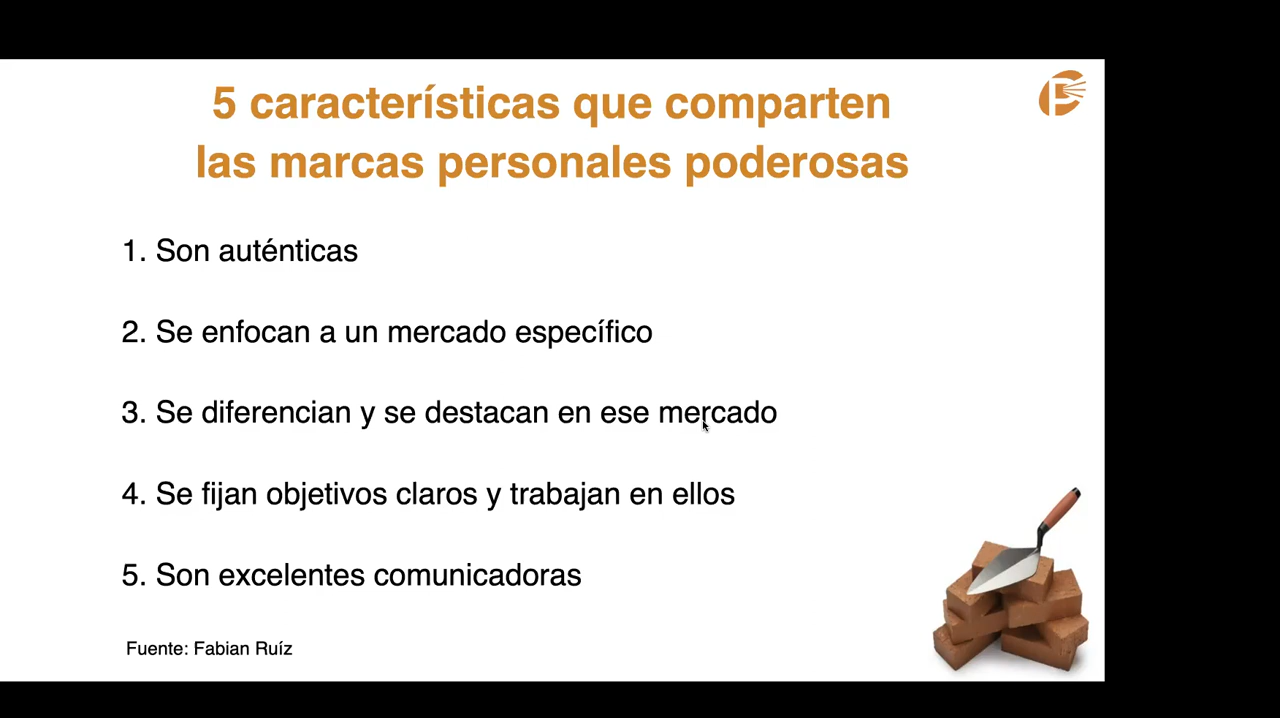 5 características que comparten
las marcas personales poderosas
1. Son auténticas
2. Se enfocan a un mercado específico
3. Se diferencian y se destacan en ese mercado
4. Se fijan objetivos claros y trabajan en ellos
5. Son excelentes comunicadoras
Fuente: Fabian Ruíz